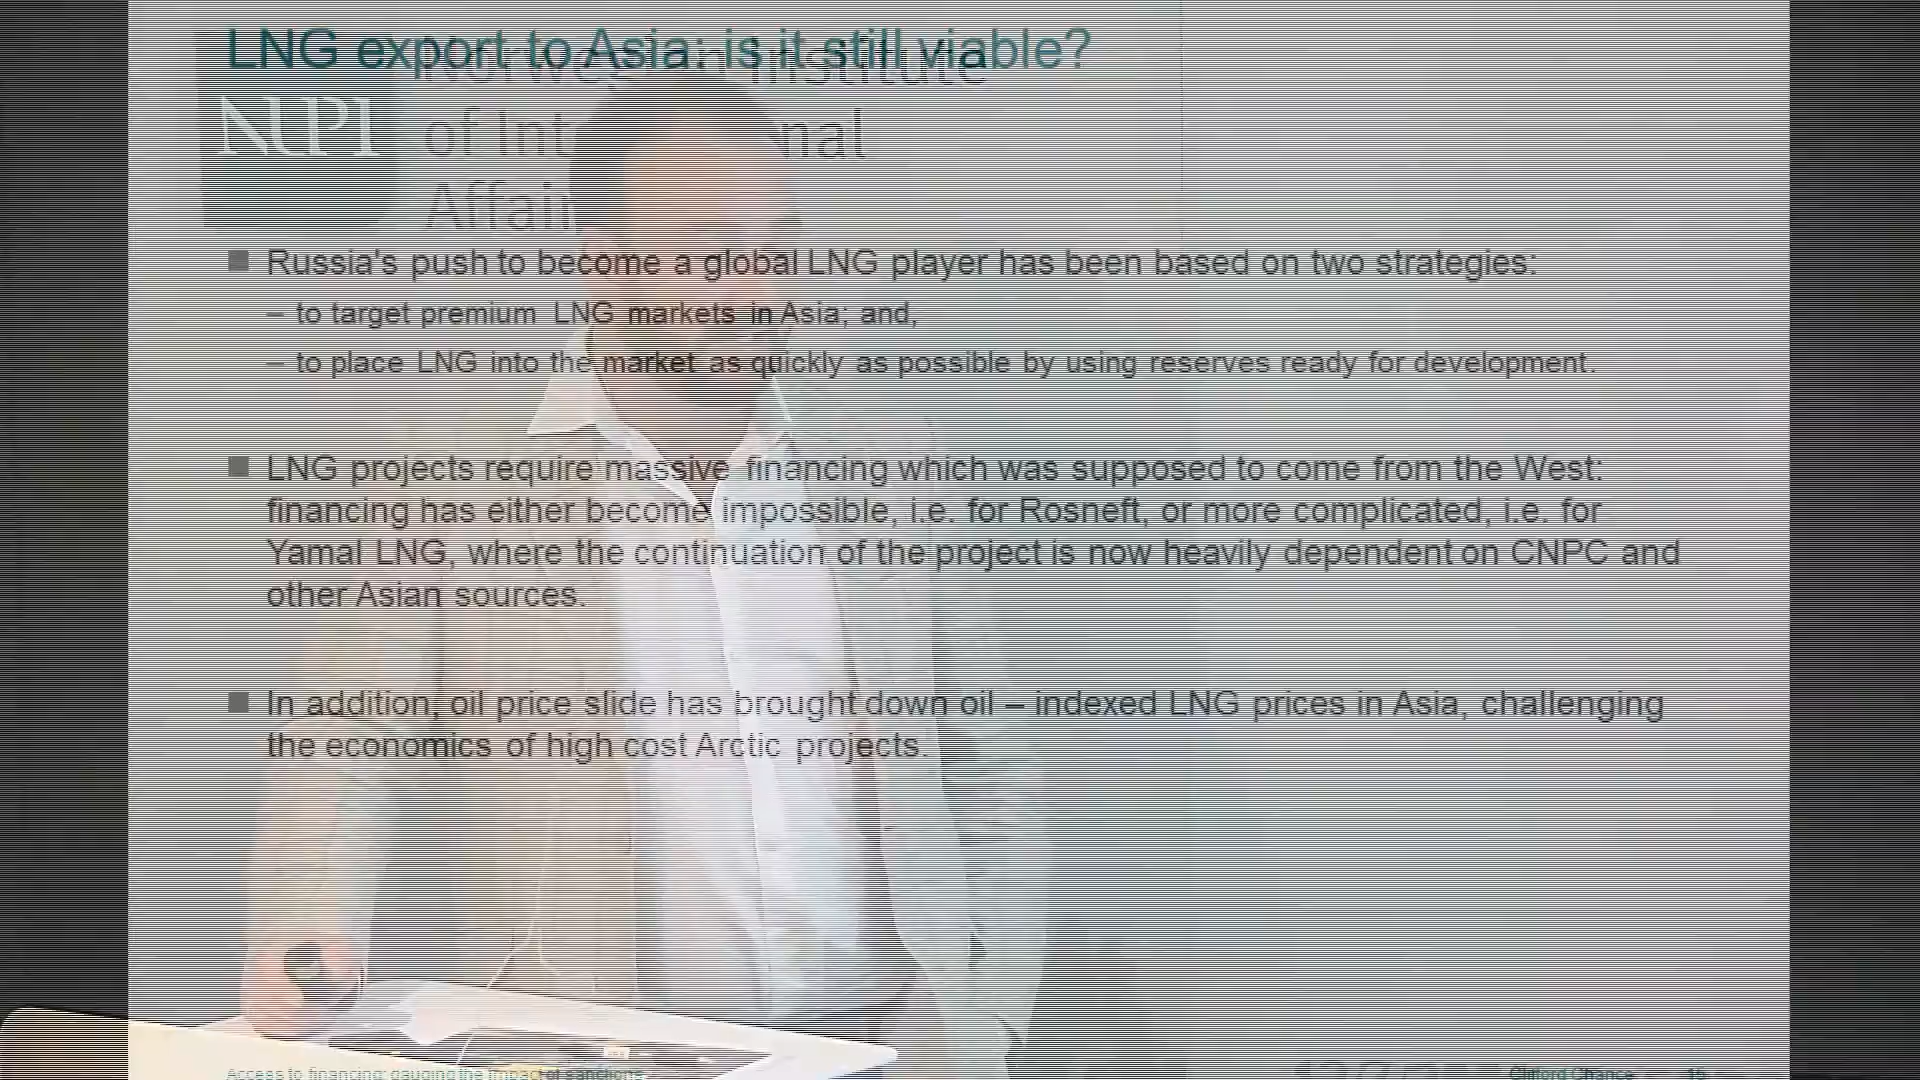 LNG export to Asia: is it still viable?
Institute
NUPI
of Int nal
Affai
■ Russia's push to become a global LNG player has been based on two strategies:
– to target premium LNG markets in Asia; and,
– to place LNG into the market as quickly as possible by using reserves ready for development.
■ LNG projects require massive financing which was supposed to come from the West:
financing has either become impossible, i.e. for Rosneft, or more complicated, i.e. for
Yamal LNG, where the continuation of the project is now heavily dependent on CNPC and
other Asian sources.
■ In addition, oil price slide has brought down oil – indexed LNG prices in Asia, challenging
the economics of high cost Arctic projects.
Access to financing: gauging the impact of sanctions
Clifford Chance
15